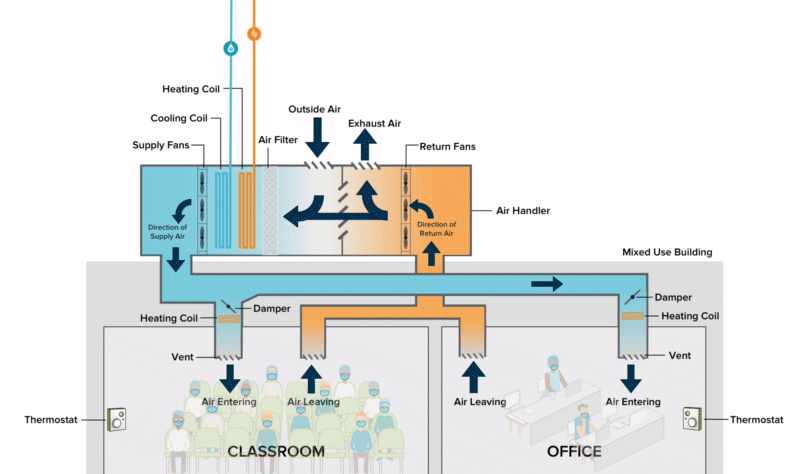 Heating Coil
Outside Air
Cooling Coil
Exhaust Air
Supply Fans
Air Filter
Return Fans
Air Handler
Direction of
Supply Air
Direction of
Return Air
Mixed Use Building
Damper
Damper
Heating Coil
Heating Coil
Vent
Vent
Air Entering
Air Leaving
Air Leaving
Air Entering
Thermostat
Thermostat
CLASSROOM
OFFICE